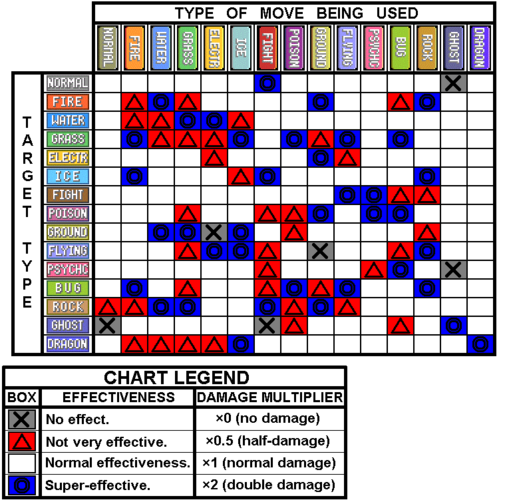 TYPE OF MOVE BEING USED
NORMAL FIRE WATER GRASS ELECTR ICE FIGHT POISON GROUND FLYING PSYCHC BUG ROCK GHOST DRAGON
TARGET TYPE
NORMAL
FIRE
WATER
GRASS
ELECTR
ICE
FIGHT
POISON
GROUND
FLYING
PSYCHC
BUG
ROCK
GHOST
DRAGON
CHART LEGEND
BOX EFFECTIVENESS DAMAGE MULTIPLIER
No effect. ×0 (no damage)
Not very effective. ×0.5 (half-damage)
Normal effectiveness. ×1 (normal damage)
Super-effective. ×2 (double damage)